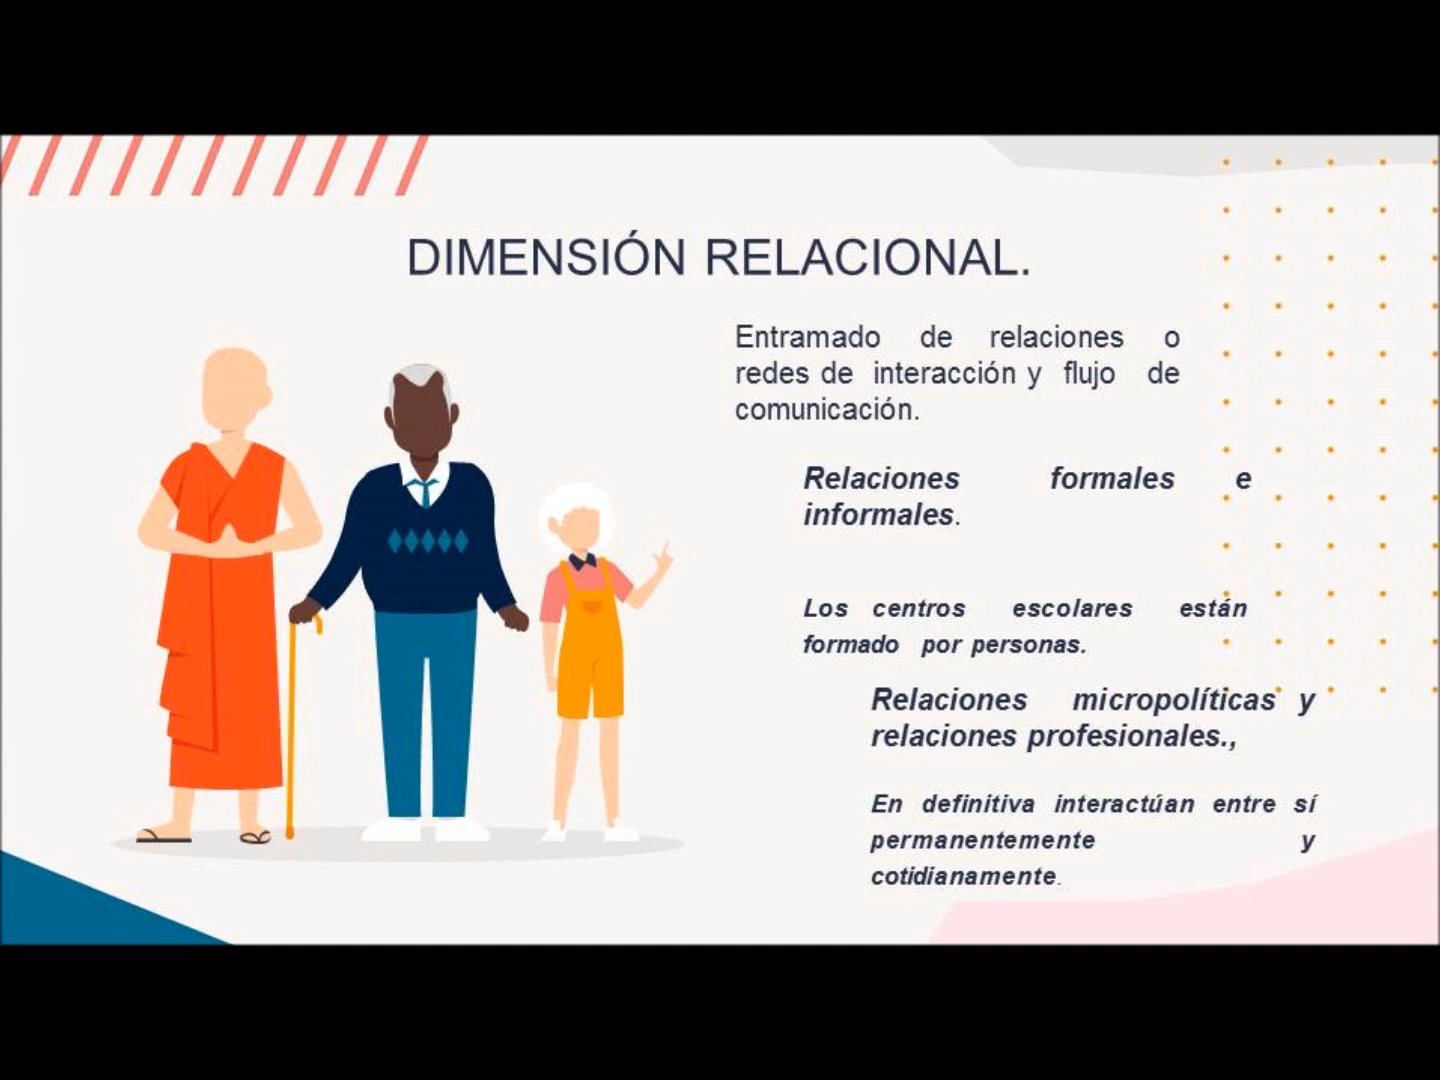 DIMENSIÓN RELACIONAL.
Entramado de relaciones o
redes de interacción y flujo de
comunicación.
Relaciones formales e
informales.
Los centros escolares están
formado por personas.
Relaciones micropolíticas y
relaciones profesionales.,
En definitiva interactúan entre sí
permanentemente y
cotidianamente.